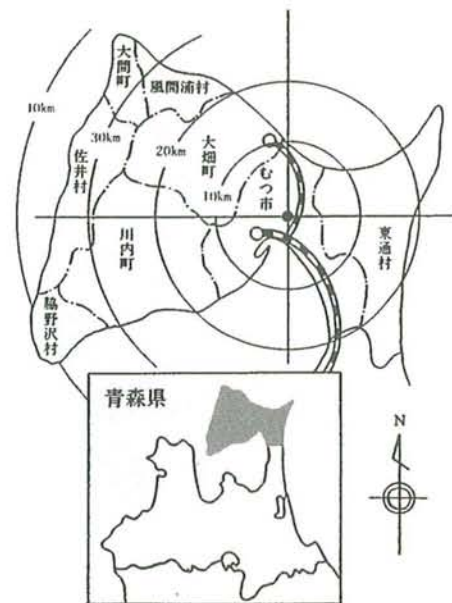 大間町
風間浦村
10km
30km
佐井村
大畑町
20km
10km
むつ市
川内町
東通村
脇野沢村
青森県
N